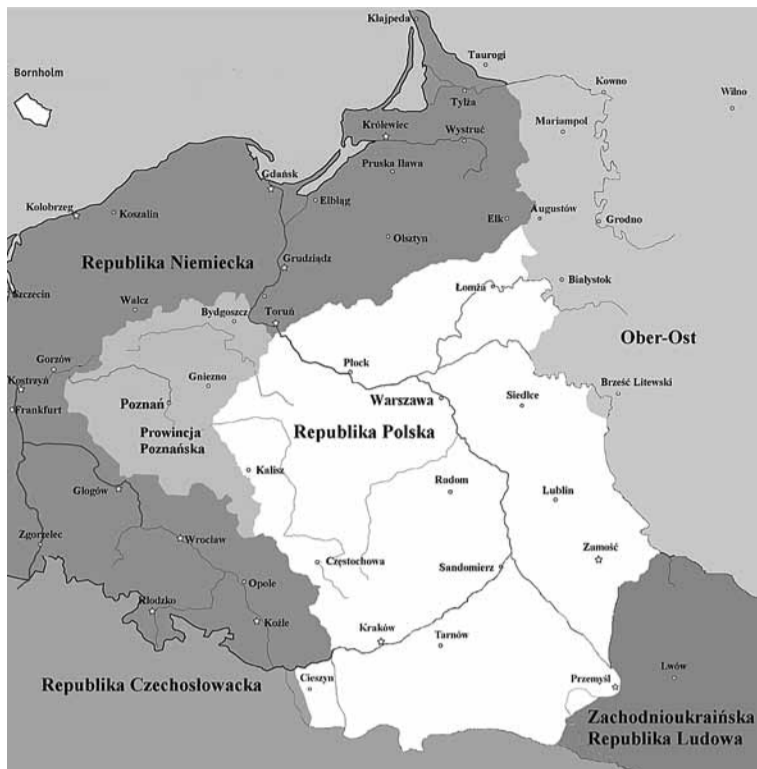 Kłajpeda
Taurogi
Bornholm
Kowno
Wilno
Tylża
Mariampol
Królewiec
Wystruć
Pruska Iława
Gdańsk
Elbląg
Kołobrzeg
Koszalin
Ełk
Augustów
Grodno
Olsztyn
Republika Niemiecka
Grudziądz
Białystok
Łomża
Szczecin
Wałcz
Bydgoszcz
Toruń
Ober-Ost
Gorzów
Płock
Gniezno
Kostrzyń
Brześć Litewski
Poznań
Warszawa
Siedlce
Frankfurt
Prowincja
Poznańska
Republika Polska
Kalisz
Radom
Głogów
Lublin
Zgorzelec
Wrocław
Zamość
Częstochowa
Sandomierz
Opole
Kłodzko
Koźle
Kraków
Tarnów
Republika Czechosłowacka
Cieszyn
Przemyśl
Lwów
Zachodnioukraińska
Republika Ludowa